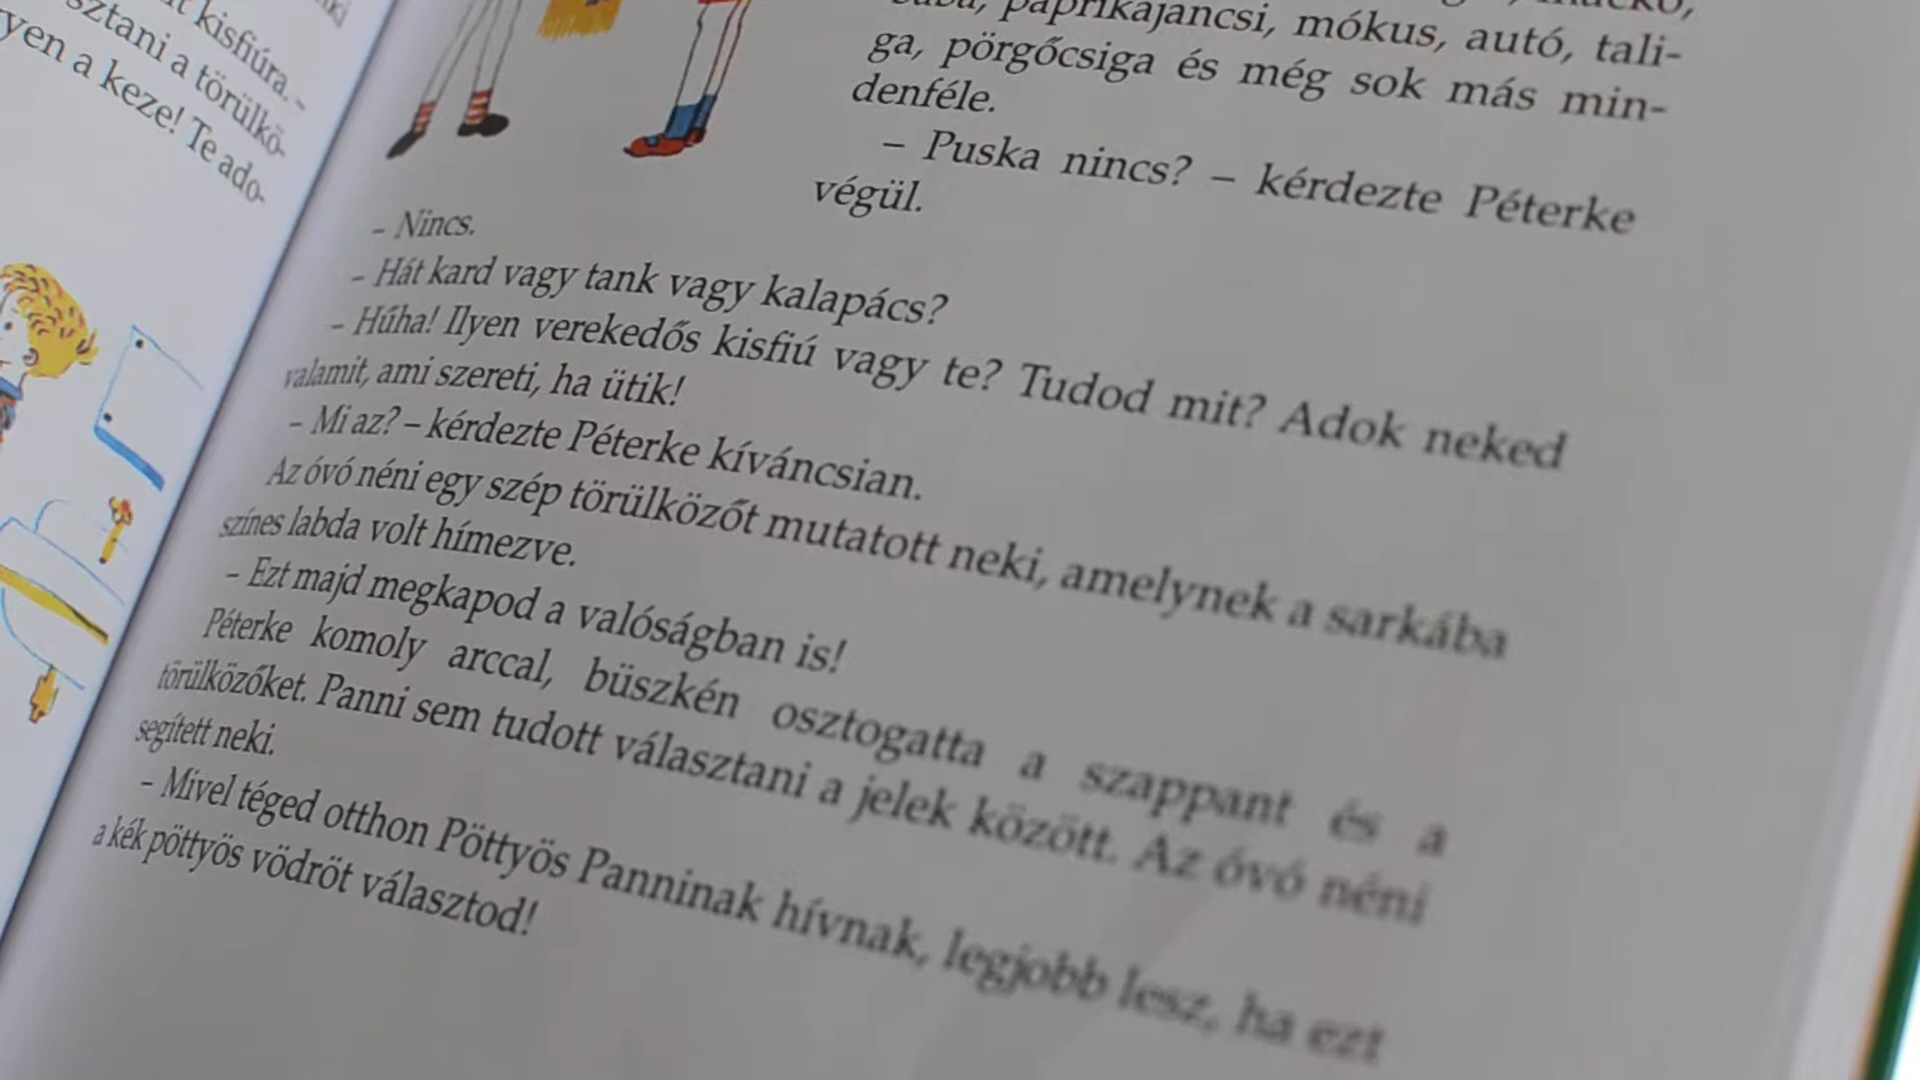 kisfiúra. –
sztani a törülkö-
yen a keze! Te ado-
baba, paprikajancsi, mókus, autó, tali-
ga, pörgőcsiga és még sok más min-
denféle.
– Puska nincs? – kérdezte Péterke
végül.
– Nincs.
– Hát kard vagy tank vagy kalapács?
– Húha! Ilyen verekedős kisfiú vagy te? Tudod mit? Adok neked
valamit, ami szereti, ha ütik!
– Mi az? – kérdezte Péterke kíváncsian.
Az óvó néni egy szép törülközőt mutatott neki, amelynek a sarkába
színes labda volt hímezve.
– Ezt majd megkapod a valóságban is!
Péterke komoly arccal, büszkén osztogatta a szappant és a
törülközőket. Panni sem tudott választani a jelek között. Az óvó néni
segített neki.
– Mivel téged otthon Pöttyös Panninak hívnak, legjobb lesz, ha ezt
a kék pöttyös vödröt választod!